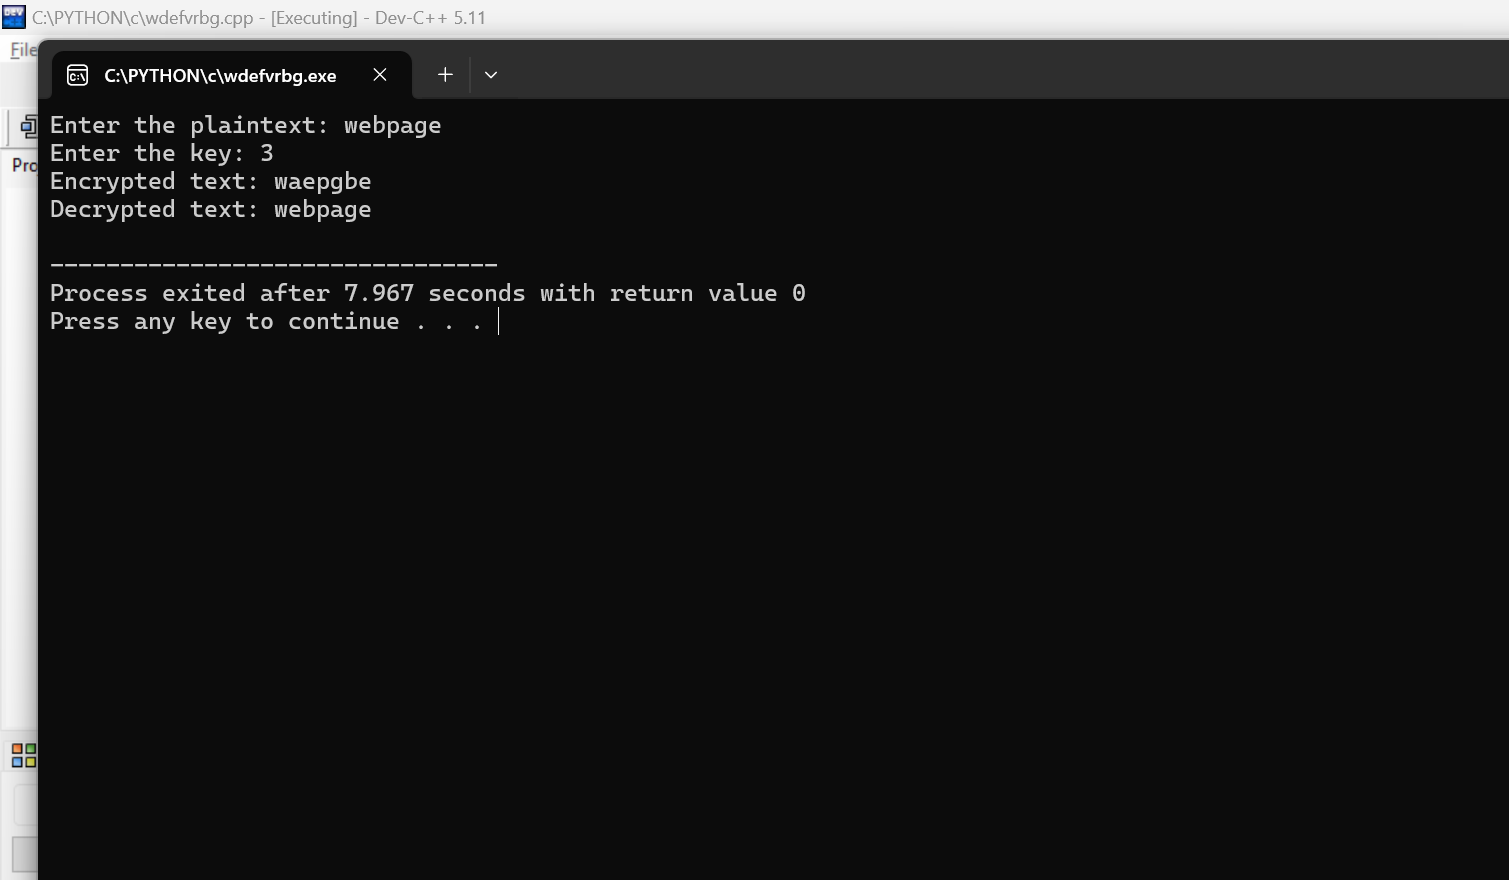 C:\PYTHON\c\wdefvrbg.cpp - [Executing] - Dev-C++ 5.11
File
C:\PYTHON\c\wdefvrbg.exe
Enter the plaintext: webpage
Enter the key: 3
Pro
Encrypted text: waepgbe
Decrypted text: webpage
--------------------------------
Process exited after 7.967 seconds with return value 0
Press any key to continue . . .